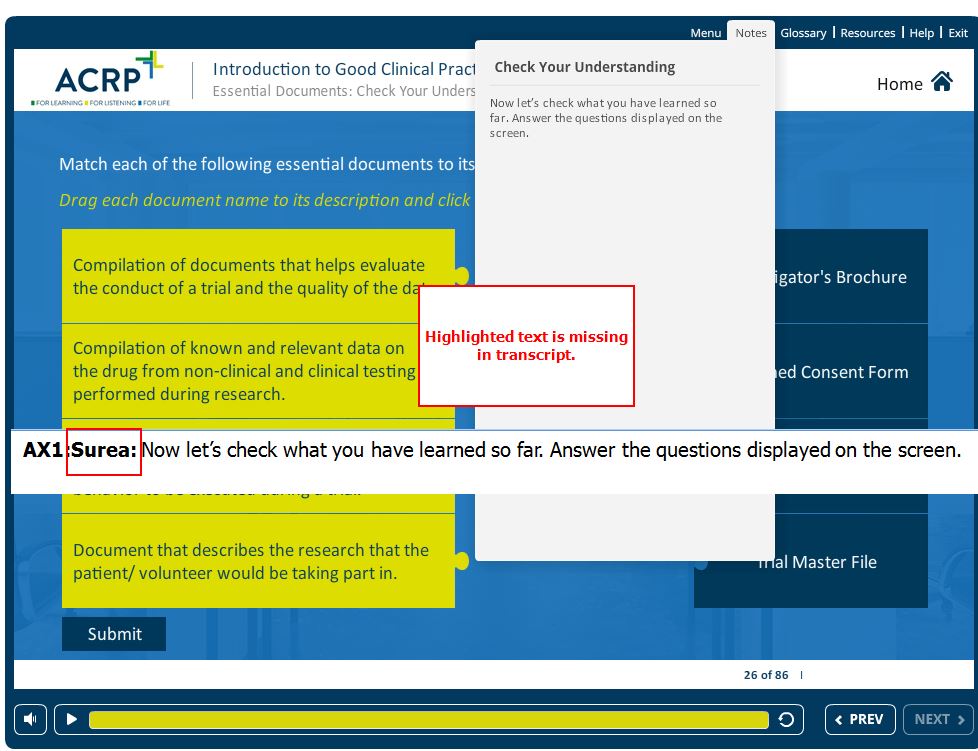 Menu Notes Glossary | Resources | Help | Exit
ACRP
FOR LEARNING FOR LISTENING FOR LIFE
Introduction to Good Clinical Pract
Essential Documents: Check Your Unders
Home
Check Your Understanding
Now let's check what you have learned so
far. Answer the questions displayed on the
screen.
Match each of the following essential documents to its
Drag each document name to its description and click
Compilation of documents that helps evaluate
the conduct of a trial and the quality of the da
igator's Brochure
Highlighted text is missing
in transcript.
Compilation of known and relevant data on
the drug from non-clinical and clinical testing
performed during research.
ed Consent Form
AX1:Surea: Now let's check what you have learned so far. Answer the questions displayed on the screen.
Document that describes the research that the
patient/ volunteer would be taking part in.
Trial Master File
Submit
26 of 86 |
PREV
NEXT